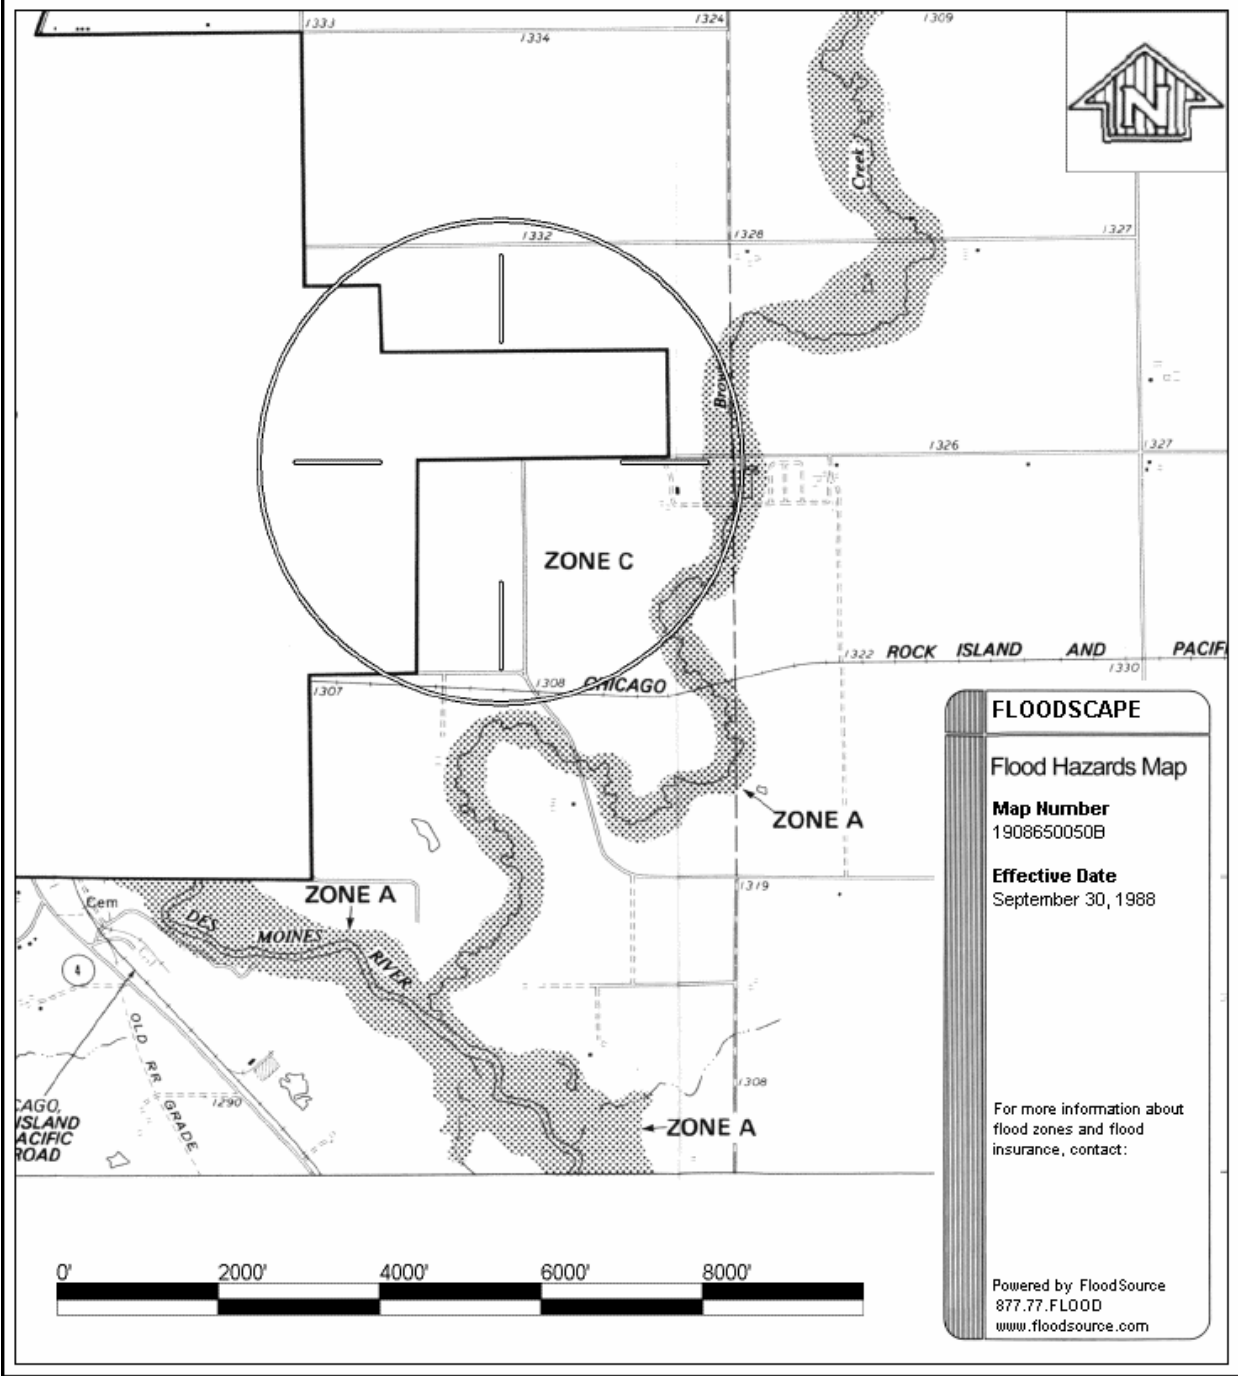 1333
1324
1309
1334
N
Creek
1332
1328
1327
Brown
1326
1327
ZONE C
1322
ROCK ISLAND AND PACIFI
1330
1307
1308
CHICAGO
FLOODSCAPE
Flood Hazards Map
Map Number
1908650050B
Effective Date
September 30, 1988
ZONE A
ZONE A
1319
Cem
DES MOINES RIVER
4
OLD RR GRADE
1308
1290
CAGO,
ISLAND
ACIFIC
ROAD
ZONE A
For more information about
flood zones and flood
insurance, contact:
0' 2000' 4000' 6000' 8000'
Powered by FloodSource
877.77.FLOOD
www.floodsource.com